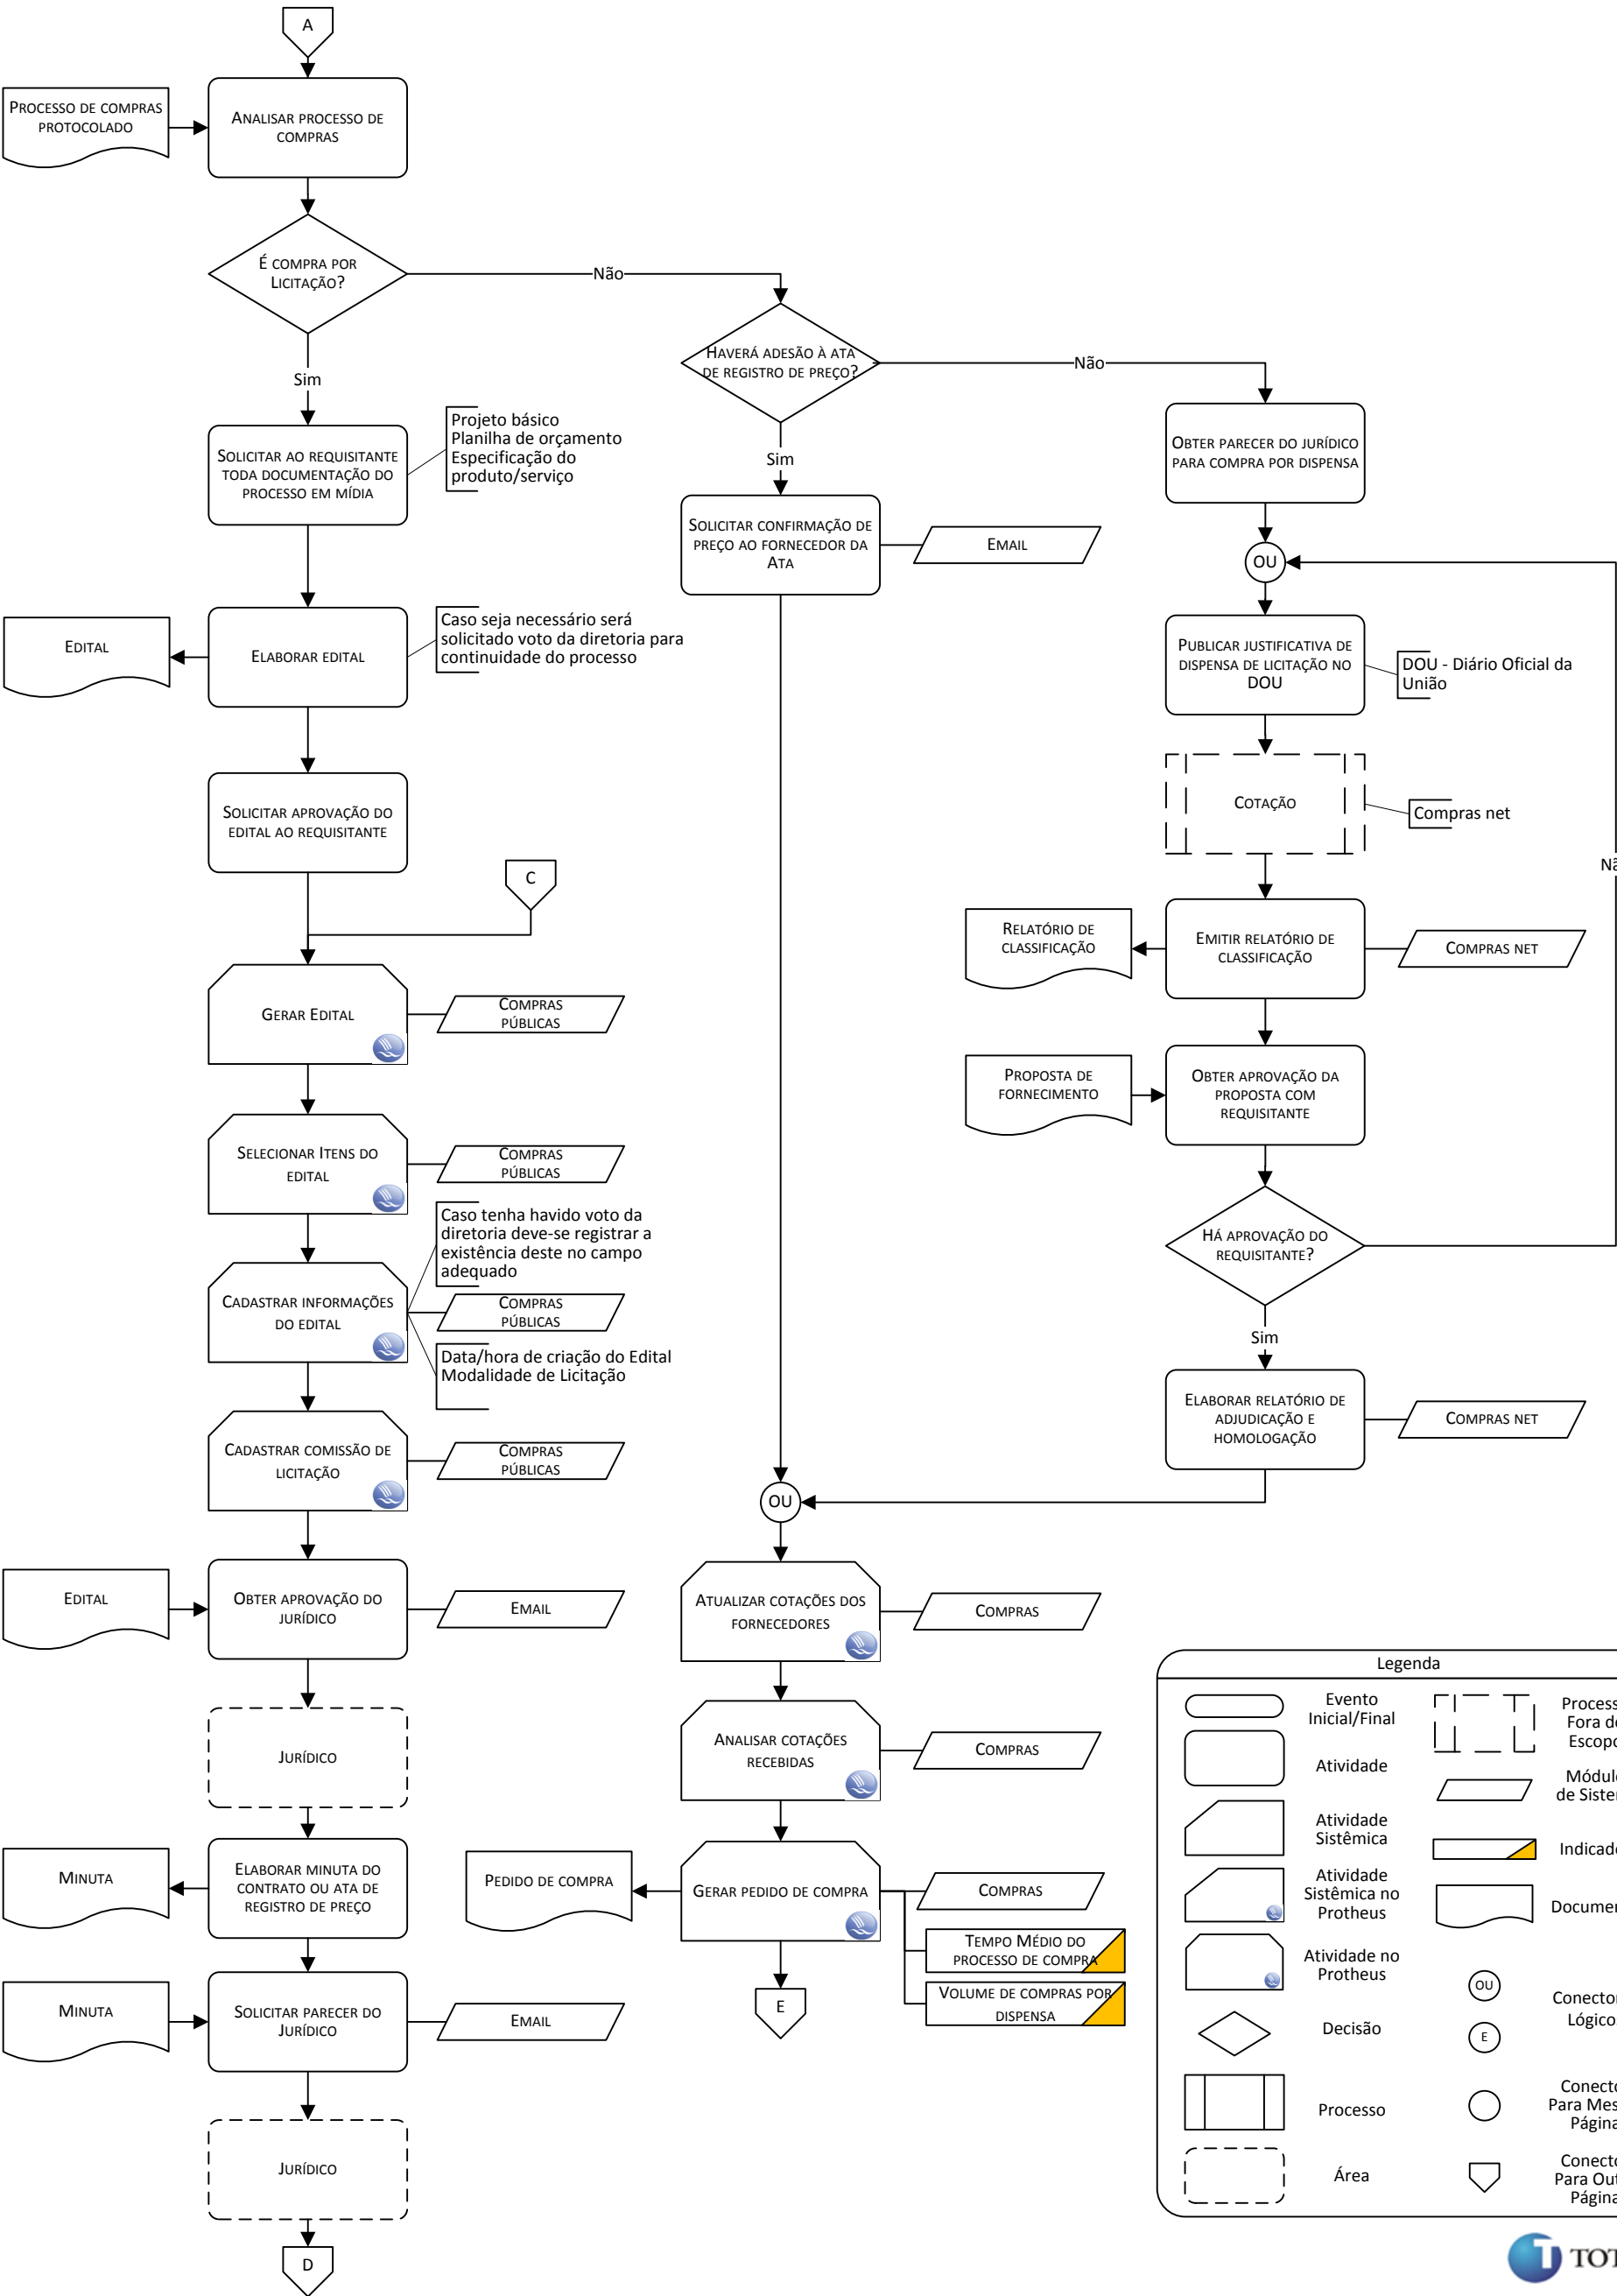 A
PROCESSO DE COMPRAS
PROTOCOLADO
ANALISAR PROCESSO DE
COMPRAS
É COMPRA POR
LICITAÇÃO?
Não
Sim
HAVERÁ ADESÃO À ATA
DE REGISTRO DE PREÇO?
Não
Sim
SOLICITAR AO REQUISITANTE
TODA DOCUMENTAÇÃO DO
PROCESSO EM MÍDIA
Projeto básico
Planilha de orçamento
Especificação do
produto/serviço
OBTER PARECER DO JURÍDICO
PARA COMPRA POR DISPENSA
SOLICITAR CONFIRMAÇÃO DE
PREÇO AO FORNECEDOR DA
ATA
EMAIL
OU
EDITAL
ELABORAR EDITAL
Caso seja necessário será
solicitado voto da diretoria para
continuidade do processo
PUBLICAR JUSTIFICATIVA DE
DISPENSA DE LICITAÇÃO NO
DOU
DOU - Diário Oficial da
União
SOLICITAR APROVAÇÃO DO
EDITAL AO REQUISITANTE
COTAÇÃO
Compras net
C
RELATÓRIO DE
CLASSIFICAÇÃO
EMITIR RELATÓRIO DE
CLASSIFICAÇÃO
COMPRAS NET
GERAR EDITAL
COMPRAS
PÚBLICAS
PROPOSTA DE
FORNECIMENTO
OBTER APROVAÇÃO DA
PROPOSTA COM
REQUISITANTE
SELECIONAR ITENS DO
EDITAL
COMPRAS
PÚBLICAS
HÁ APROVAÇÃO DO
REQUISITANTE?
Sim
Caso tenha havido voto da
diretoria deve-se registrar a
existência deste no campo
adequado
CADASTRAR INFORMAÇÕES
DO EDITAL
COMPRAS
PÚBLICAS
Data/hora de criação do Edital
Modalidade de Licitação
ELABORAR RELATÓRIO DE
ADJUDICAÇÃO E
HOMOLOGAÇÃO
COMPRAS NET
CADASTRAR COMISSÃO DE
LICITAÇÃO
COMPRAS
PÚBLICAS
OU
EDITAL
OBTER APROVAÇÃO DO
JURÍDICO
EMAIL
ATUALIZAR COTAÇÕES DOS
FORNECEDORES
COMPRAS
JURÍDICO
ANALISAR COTAÇÕES
RECEBIDAS
COMPRAS
MINUTA
ELABORAR MINUTA DO
CONTRATO OU ATA DE
REGISTRO DE PREÇO
PEDIDO DE COMPRA
GERAR PEDIDO DE COMPRA
COMPRAS
TEMPO MÉDIO DO
PROCESSO DE COMPRA
VOLUME DE COMPRAS POR
DISPENSA
E
MINUTA
SOLICITAR PARECER DO
JURÍDICO
EMAIL
JURÍDICO
D
Legenda
Evento
Inicial/Final
Atividade
Atividade
Sistêmica
Atividade
Sistêmica no
Protheus
Atividade no
Protheus
Decisão
Processo
Área
Fora
Escopo
de
OU
E
Para
Página
Para
Página